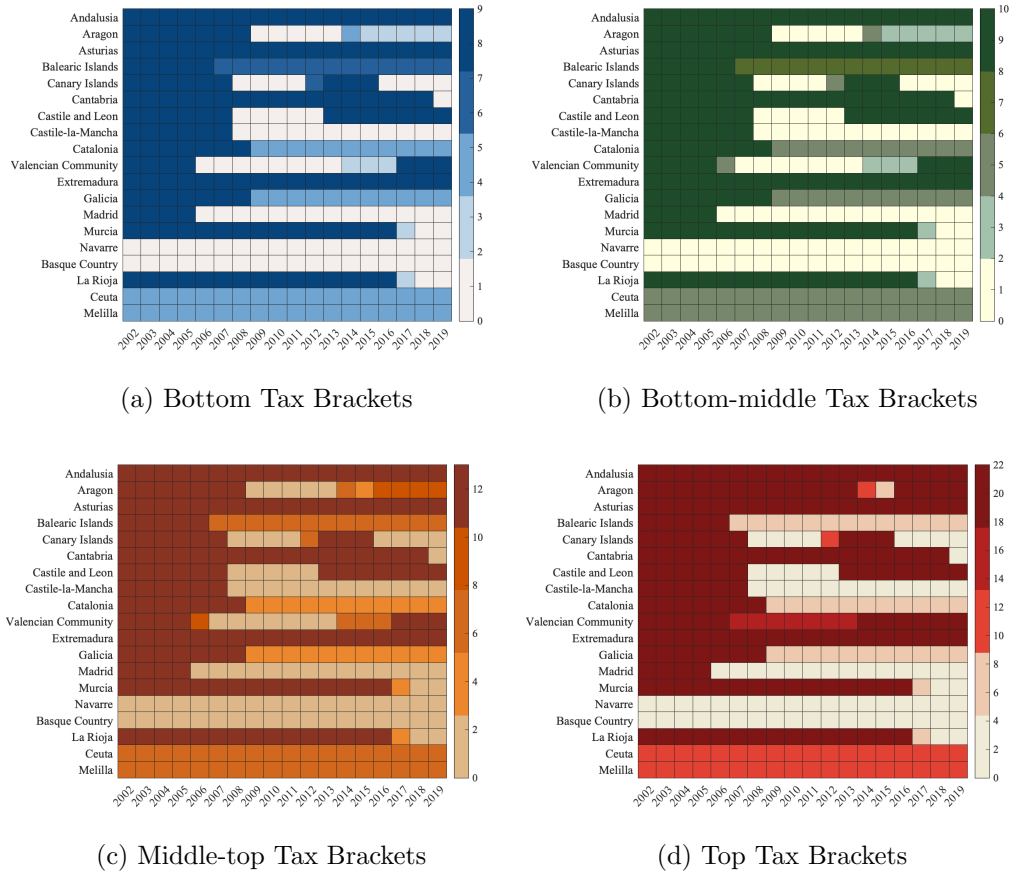 Andalusia
Aragon
Asturias
Balearic Islands
Canary Islands
Cantabria
Castile and Leon
Castile-la-Mancha
Catalonia
Valencian Community
Extremadura
Galicia
Madrid
Murcia
Navarre
Basque Country
La Rioja
Ceuta
Melilla
2002 2003 2004 2005 2006 2007 2008 2009 2010 2011 2012 2013 2014 2015 2016 2017 2018 2019
9
8
7
6
5
4
3
2
1
0
(a) Bottom Tax Brackets
Andalusia
Aragon
Asturias
Balearic Islands
Canary Islands
Cantabria
Castile and Leon
Castile-la-Mancha
Catalonia
Valencian Community
Extremadura
Galicia
Madrid
Murcia
Navarre
Basque Country
La Rioja
Ceuta
Melilla
2002 2003 2004 2005 2006 2007 2008 2009 2010 2011 2012 2013 2014 2015 2016 2017 2018 2019
10
9
8
7
6
5
4
3
2
1
0
(b) Bottom-middle Tax Brackets
Andalusia
Aragon
Asturias
Balearic Islands
Canary Islands
Cantabria
Castile and Leon
Castile-la-Mancha
Catalonia
Valencian Community
Extremadura
Galicia
Madrid
Murcia
Navarre
Basque Country
La Rioja
Ceuta
Melilla
2002 2003 2004 2005 2006 2007 2008 2009 2010 2011 2012 2013 2014 2015 2016 2017 2018 2019
12
10
8
6
4
2
0
(c) Middle-top Tax Brackets
Andalusia
Aragon
Asturias
Balearic Islands
Canary Islands
Cantabria
Castile and Leon
Castile-la-Mancha
Catalonia
Valencian Community
Extremadura
Galicia
Madrid
Murcia
Navarre
Basque Country
La Rioja
Ceuta
Melilla
2002 2003 2004 2005 2006 2007 2008 2009 2010 2011 2012 2013 2014 2015 2016 2017 2018 2019
22
20
18
16
14
12
10
8
6
4
2
0
(d) Top Tax Brackets